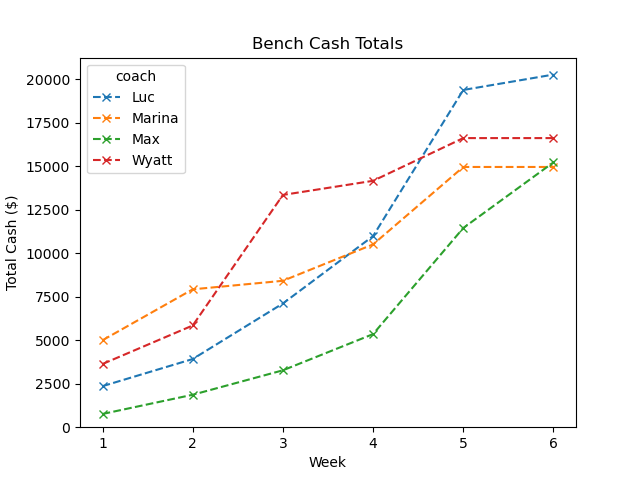 Bench Cash Totals
coach
Luc
Marina
Max
Wyatt
Total Cash ($)
20000
17500
15000
12500
10000
7500
5000
2500
0
1 2 3 4 5 6
Week